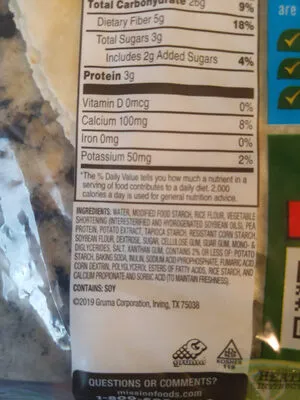 Total Carbohydrate 26g 9%
Dietary Fiber 5g 18%
Total Sugars 3g
Includes 2g Added Sugars 4%
Protein 3g
Vitamin D 0mcg 0%
Calcium 100mg 8%
Iron 0mg 0%
Potassium 50mg 2%
*The % Daily Value tells you how much a nutrient in a
serving of food contributes to a daily diet. 2,000
calories a day is used for general nutrition advice.
INGREDIENTS: WATER, MODIFIED FOOD STARCH, RICE FLOUR, VEGETABLE
SHORTENING (INTERESTERIFIED AND HYDROGENATED SOYBEAN OILS), PEA
PROTEIN, POTATO EXTRACT, TAPIOCA STARCH, RESISTANT CORN STARCH,
SOYBEAN FLOUR, DEXTROSE, SUGAR, CELLULOSE GUM, GUAR GUM, MONO- &
DIGLYCERIDES, SALT, XANTHAN GUM, CONTAINS 2% OR LESS OF: POTATO
STARCH, BAKING SODA, INULIN, SODIUM ACID PYROPHOSPHATE, FUMARIC ACID,
CORN DEXTRIN, POLYGLYCEROL ESTERS OF FATTY ACIDS, RICE STARCH, AND
CALCIUM PROPIONATE AND SORBIC ACID (TO MAINTAIN FRESHNESS).
CONTAINS: SOY
©2019 Gruma Corporation, Irving, TX 75038
gruma
KOSHER
QUESTIONS OR COMMENTS?
missionfoods.com
are